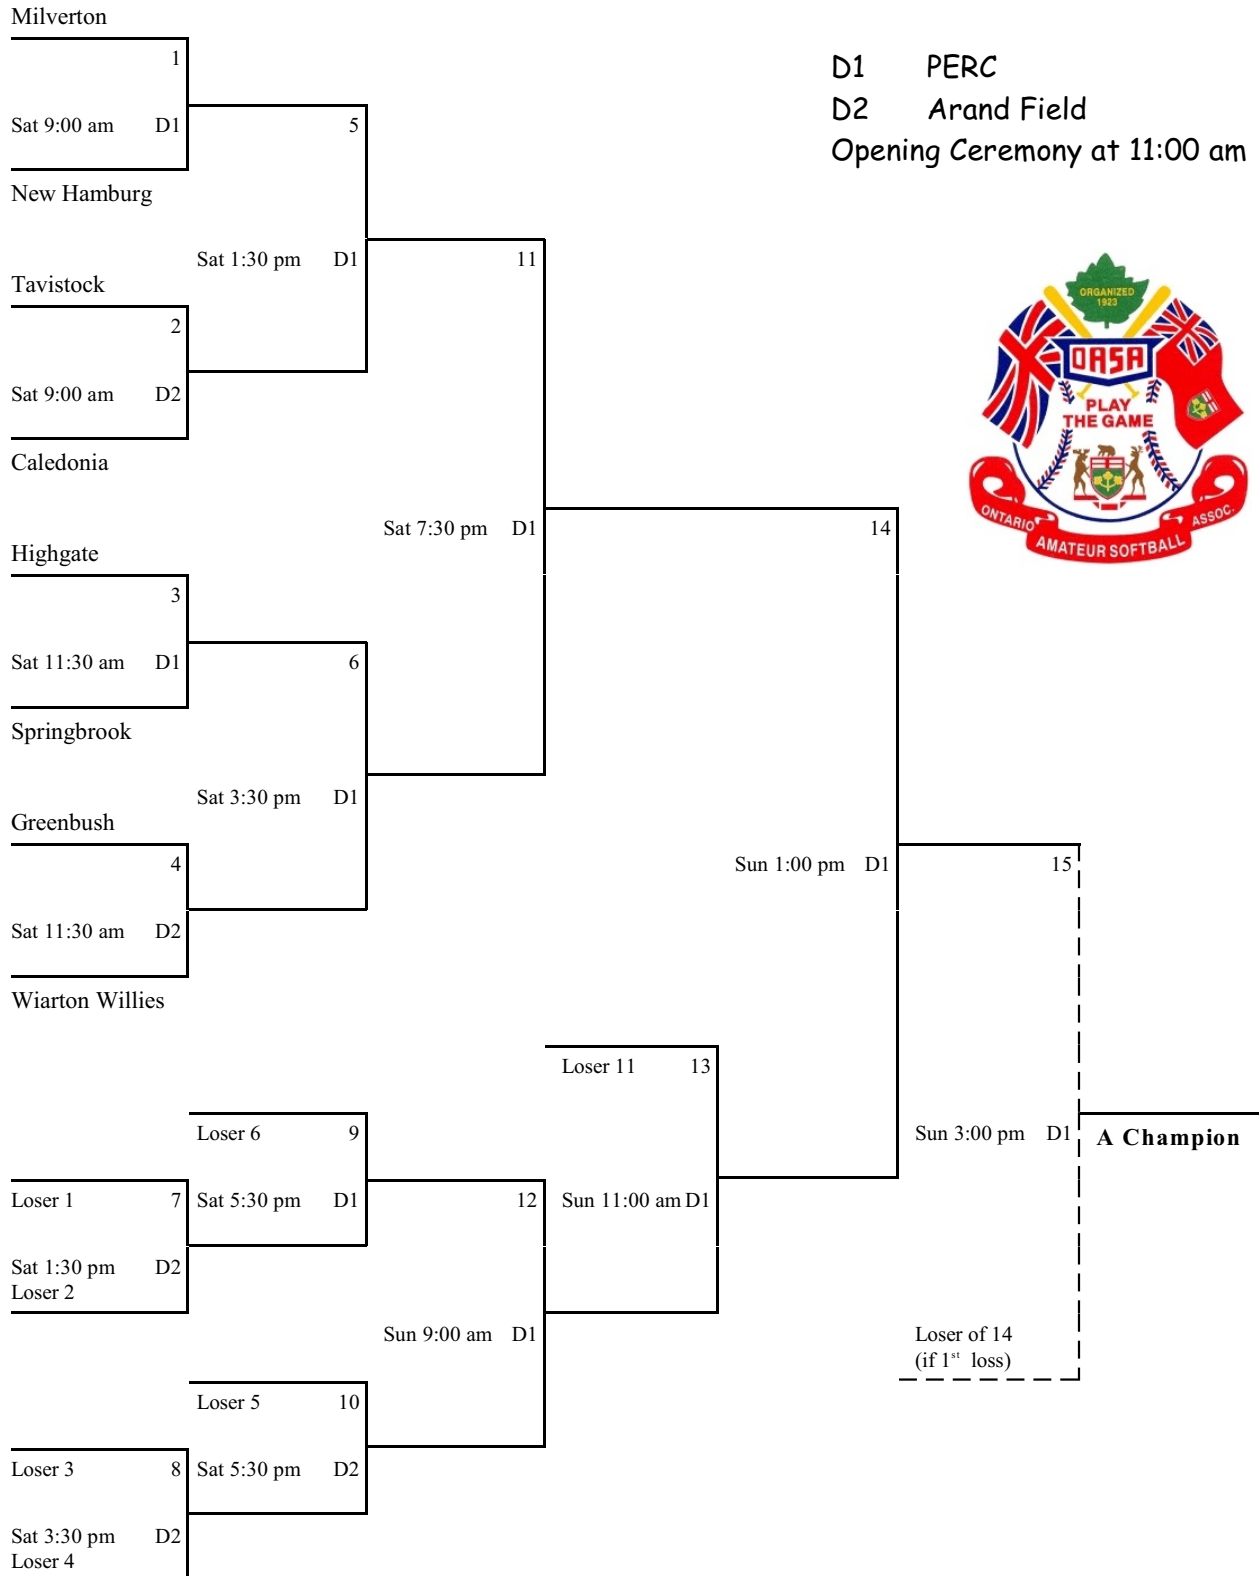 Milverton
1
D1 PERC
Sat 9:00 am D1
5
D2 Arand Field
Opening Ceremony at 11:00 am
New Hamburg
Sat 1:30 pm D1
11
Tavistock
2
Sat 9:00 am D2
Caledonia
ORGANIZED
1923
OASA
PLAY
THE GAME
ONTARIO
AMATEUR SOFTBALL
ASSOC.
Sat 7:30 pm D1
14
Highgate
3
Sat 11:30 am D1
6
Springbrook
Sat 3:30 pm D1
Greenbush
4
Sun 1:00 pm D1
15
Sat 11:30 am D2
Wiarton Willies
Loser 11 13
Loser 6 9
Sun 3:00 pm D1
A Champion
Loser 1 7
Sat 5:30 pm D1
12
Sun 11:00 am D1
Sat 1:30 pm D2
Loser 2
Sun 9:00 am D1
Loser of 14
(if 1st loss)
Loser 5 10
Loser 3 8
Sat 5:30 pm D2
Sat 3:30 pm D2
Loser 4